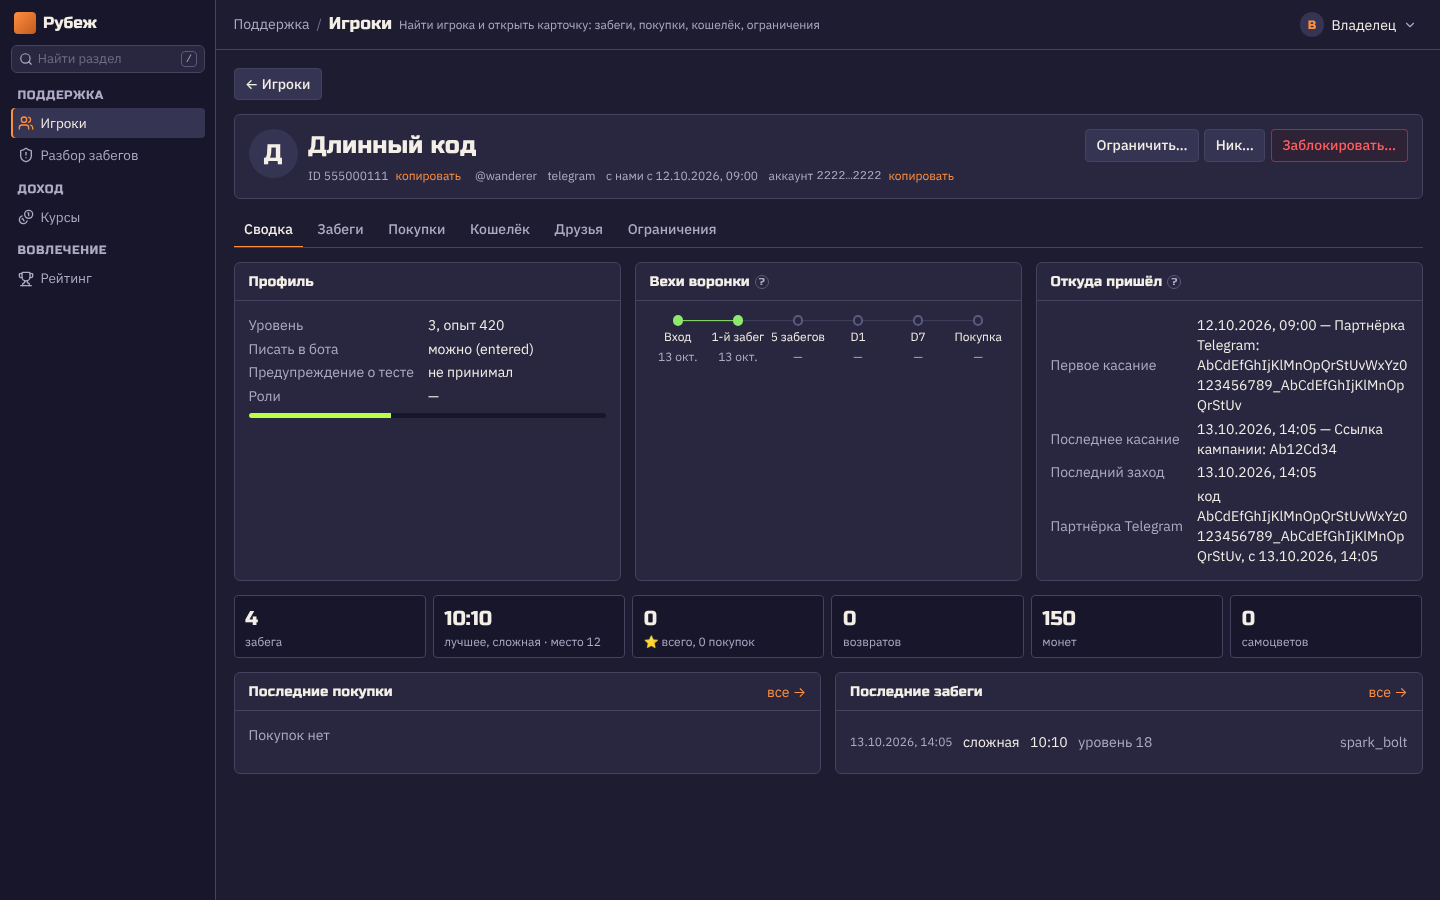 Рубеж
Найти раздел /
ПОДДЕРЖКА
Игроки
Разбор забегов
ДОХОД
Курсы
ВОВЛЕЧЕНИЕ
Рейтинг
Поддержка / Игроки Найти игрока и открыть карточку: забеги, покупки, кошелёк, ограничения
В Владелец
← Игроки
Д
Длинный код
ID 555000111 копировать @wanderer telegram с нами с 12.10.2026, 09:00 аккаунт 2222…2222 копировать
Ограничить... Ник... Заблокировать...
Сводка Забеги Покупки Кошелёк Друзья Ограничения
Профиль
Уровень 3, опыт 420
Писать в бота можно (entered)
Предупреждение о тесте не принимал
Роли —
Вехи воронки ?
Вход 1-й забег 5 забегов D1 D7 Покупка
13 окт. 13 окт. — — — —
Откуда пришёл ?
Первое касание
12.10.2026, 09:00 — Партнёрка
Telegram:
AbCdEfGhIjKlMnOpQrStUvWxYz0
123456789_AbCdEfGhIjKlMnOp
QrStUv
Последнее касание
13.10.2026, 14:05 — Ссылка
кампании: Ab12Cd34
Последний заход 13.10.2026, 14:05
Партнёрка Telegram
код
AbCdEfGhIjKlMnOpQrStUvWxYz0
123456789_AbCdEfGhIjKlMnOp
QrStUv, с 13.10.2026, 14:05
4
забега
10:10
лучшее, сложная · место 12
0
⭐ всего, 0 покупок
0
возвратов
150
монет
0
самоцветов
Последние покупки все →
Покупок нет
Последние забеги все →
13.10.2026, 14:05 сложная 10:10 уровень 18 spark_bolt